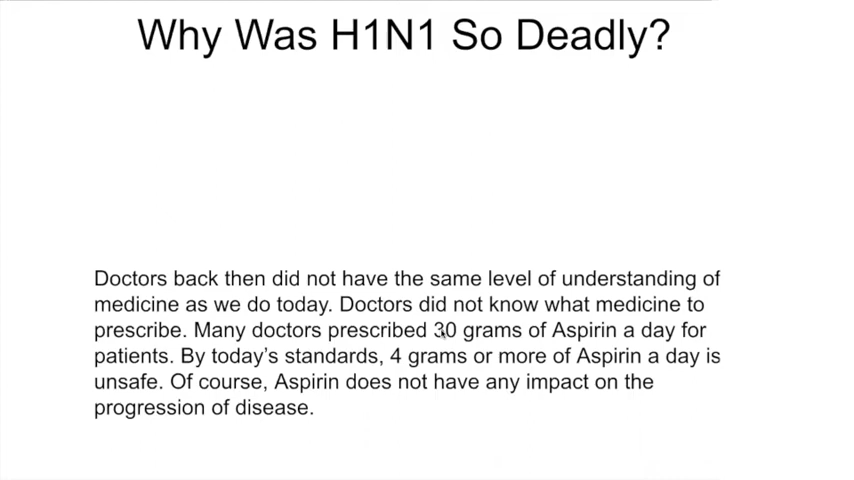 Why Was H1N1 So Deadly?
Doctors back then did not have the same level of understanding of
medicine as we do today. Doctors did not know what medicine to
prescribe. Many doctors prescribed 30 grams of Aspirin a day for
patients. By today's standards, 4 grams or more of Aspirin a day is
unsafe. Of course, Aspirin does not have any impact on the
progression of disease.